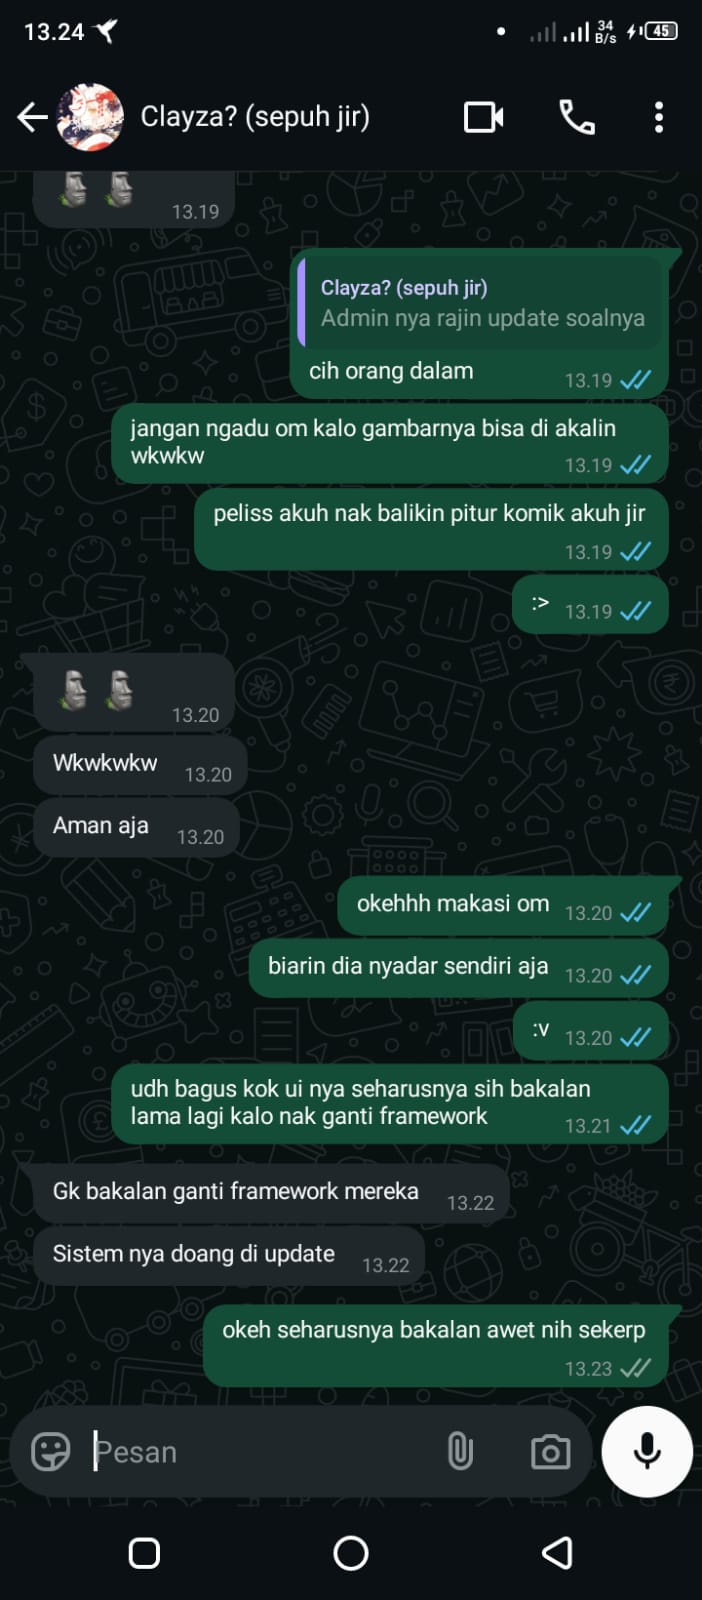 13.24
34
B/s
45
Clayza? (sepuh jir)
🗿 🗿
13.19
Clayza? (sepuh jir)
Admin nya rajin update soalnya
cih orang dalam
13.19
jangan ngadu om kalo gambarnya bisa di akalin
wkwkw
13.19
peliss akuh nak balikin pitur komik akuh jir
13.19
:> 13.19
🗿 🗿
13.20
Wkwkwkw 13.20
Aman aja 13.20
okehhh makasi om 13.20
biarin dia nyadar sendiri aja 13.20
:v 13.20
udh bagus kok ui nya seharusnya sih bakalan
lama lagi kalo nak ganti framework 13.21
Gk bakalan ganti framework mereka 13.22
Sistem nya doang di update 13.22
okeh seharusnya bakalan awet nih sekerp
13.23
Pesan